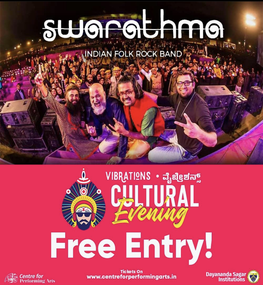 swarathma
INDIAN FOLK ROCK BAND
VIBRATIONS • ವೈಬ್ರೇಶನ್ಸ್
CULTURAL
Evening
Free Entry!
Centre for
Performing Arts
Tickets On
www.centreforperformingarts.in
Dayananda Sagar
Institutions